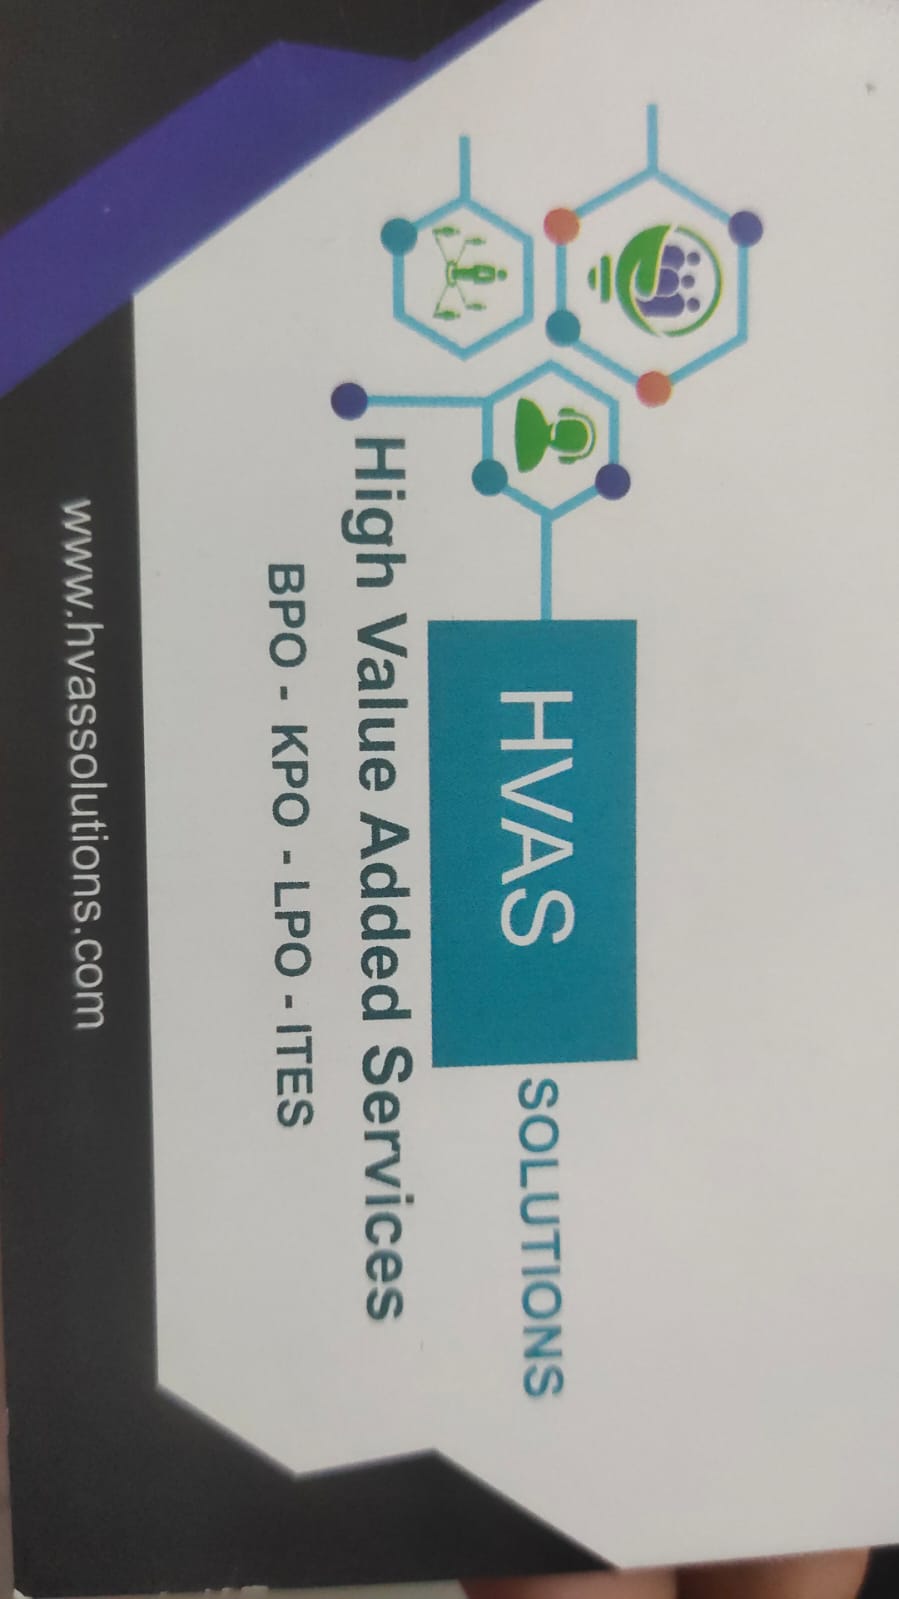 HVAS SOLUTIONS
High Value Added Services
BPO - KPO - LPO - ITES
www.hvassolutions.com